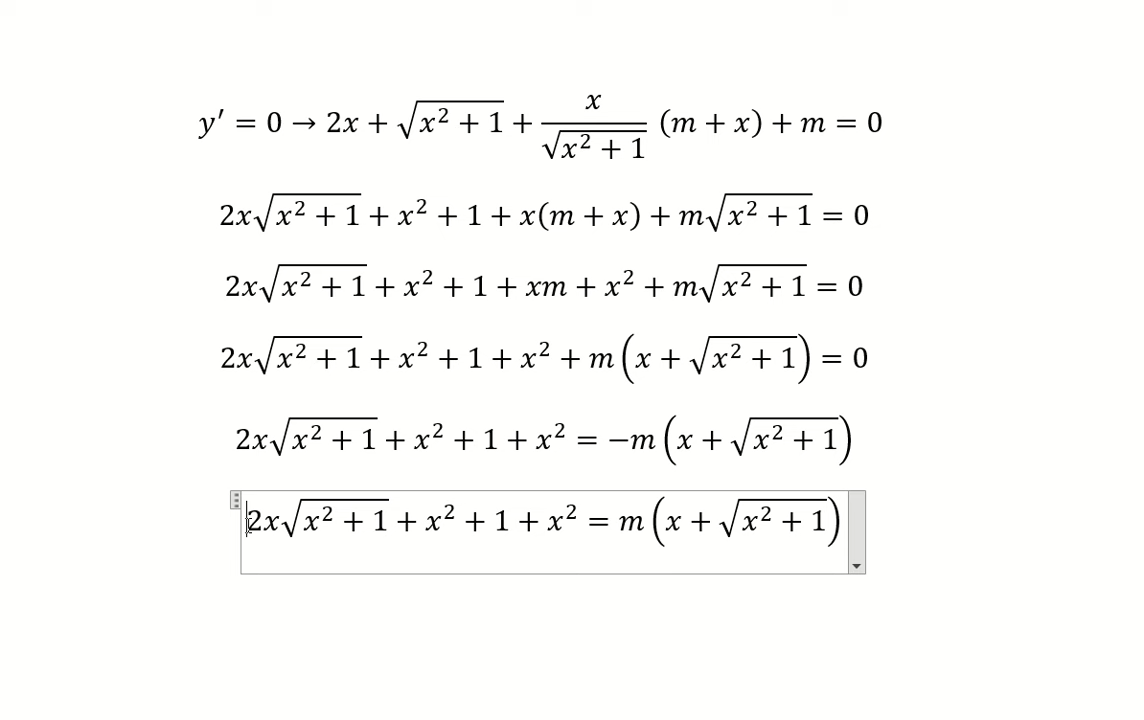 y′ = 0 → 2x + √(x² + 1) + x/√(x² + 1) (m + x) + m = 0
2x√(x² + 1) + x² + 1 + x(m + x) + m√(x² + 1) = 0
2x√(x² + 1) + x² + 1 + xm + x² + m√(x² + 1) = 0
2x√(x² + 1) + x² + 1 + x² + m(x + √(x² + 1)) = 0
2x√(x² + 1) + x² + 1 + x² = −m(x + √(x² + 1))
2x√(x² + 1) + x² + 1 + x² = m(x + √(x² + 1))